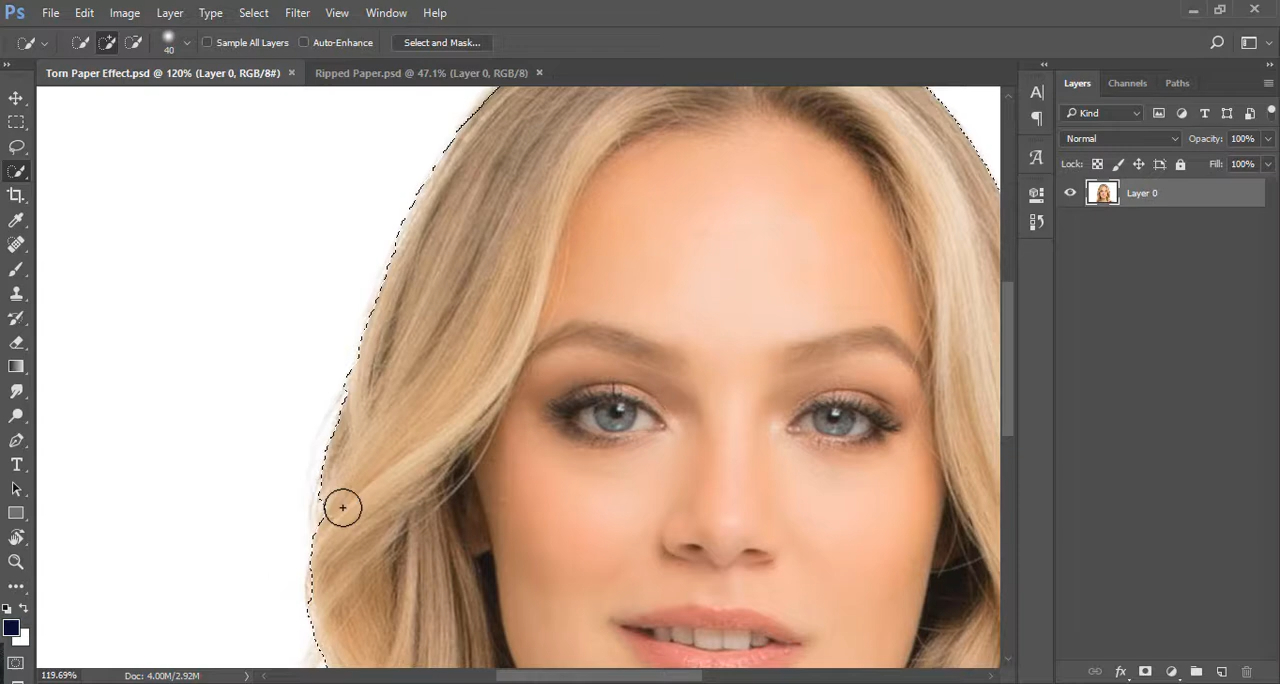 Ps File Edit Image Layer Type Select Filter View Window Help
40 Sample All Layers Auto-Enhance Select and Mask...
Torn Paper Effect.psd @ 120% (Layer 0, RGB/8#) × Ripped Paper.psd @ 47.1% (Layer 0, RGB/8) ×
Layers Channels Paths
Kind
Normal Opacity: 100%
Lock: Fill: 100%
Layer 0
119.69% Doc: 4.00M/2.92M